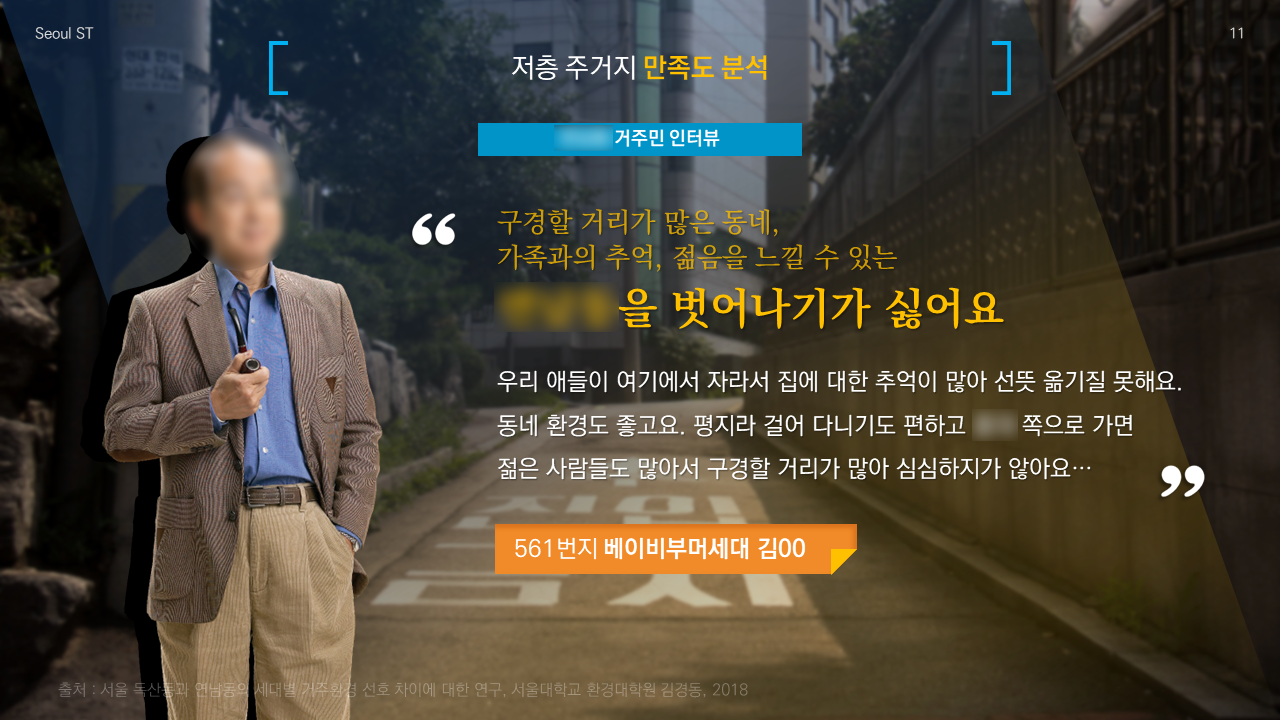 Seoul ST
11
저층 주거지 만족도 분석
거주민 인터뷰
“
구경할 거리가 많은 동네,
가족과의 추억, 젊음을 느낄 수 있는
을 벗어나기가 싫어요
우리 애들이 여기에서 자라서 집에 대한 추억이 많아 선뜻 옮기질 못해요.
동네 환경도 좋고요. 평지라 걸어 다니기도 편하고 쪽으로 가면
젊은 사람들도 많아서 구경할 거리가 많아 심심하지가 않아요…
”
561번지 베이비부머세대 김00
출처 : 서울 독산동과 연남동의 세대별 거주환경 선호 차이에 대한 연구, 서울대학교 환경대학원 김경동, 2018